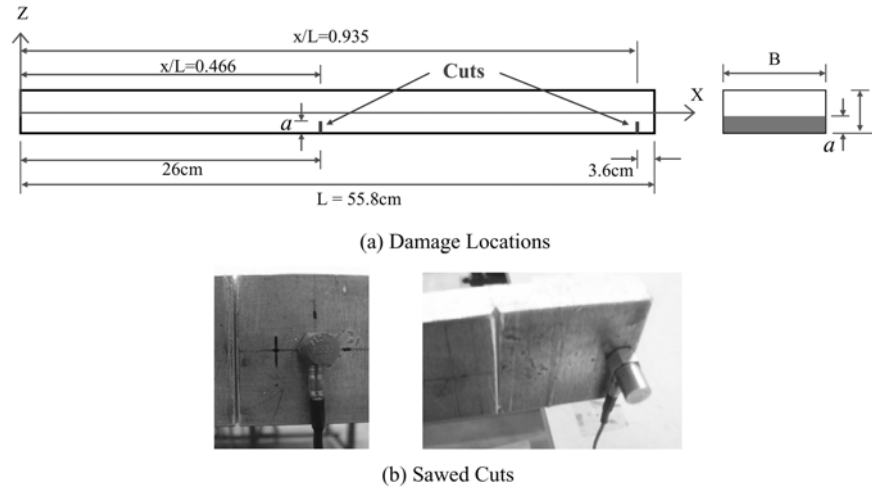 Z
x/L=0.935
x/L=0.466
Cuts
B
X
a
a
26cm
3.6cm
L = 55.8cm
(a) Damage Locations
(b) Sawed Cuts